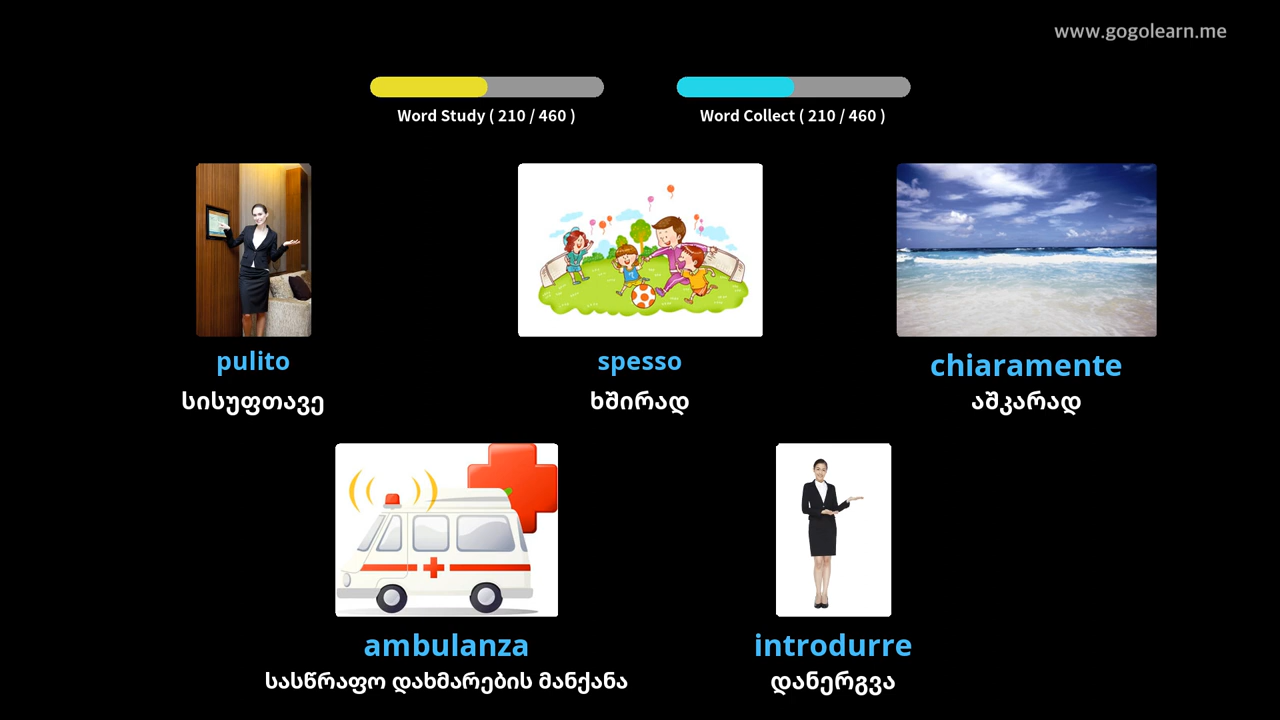 www.gogolearn.me
Word Study ( 210 / 460 )
Word Collect ( 210 / 460 )
pulito
სისუფთავე
spesso
ხშირად
chiaramente
აშკარად
ambulanza
სასწრაფო დახმარების მანქანა
introdurre
დანერგვა